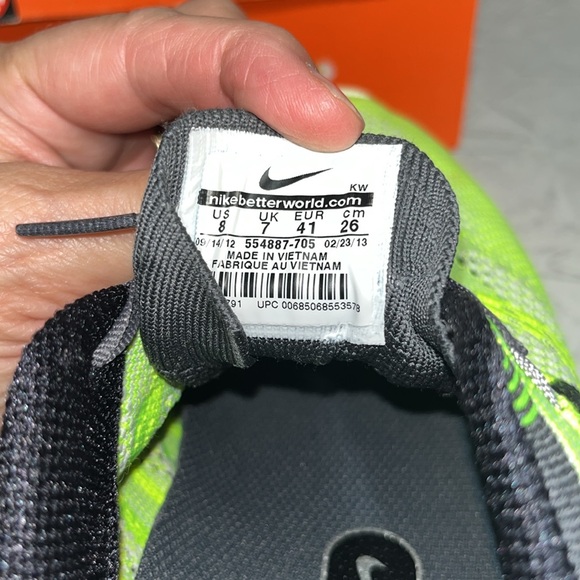 KW
nikebetterworld.com
US UK EUR cm
8 7 41 26
09/14/12 554887-705 02/23/13
MADE IN VIETNAM
FABRIQUE AU VIETNAM
UPC 00685068553578